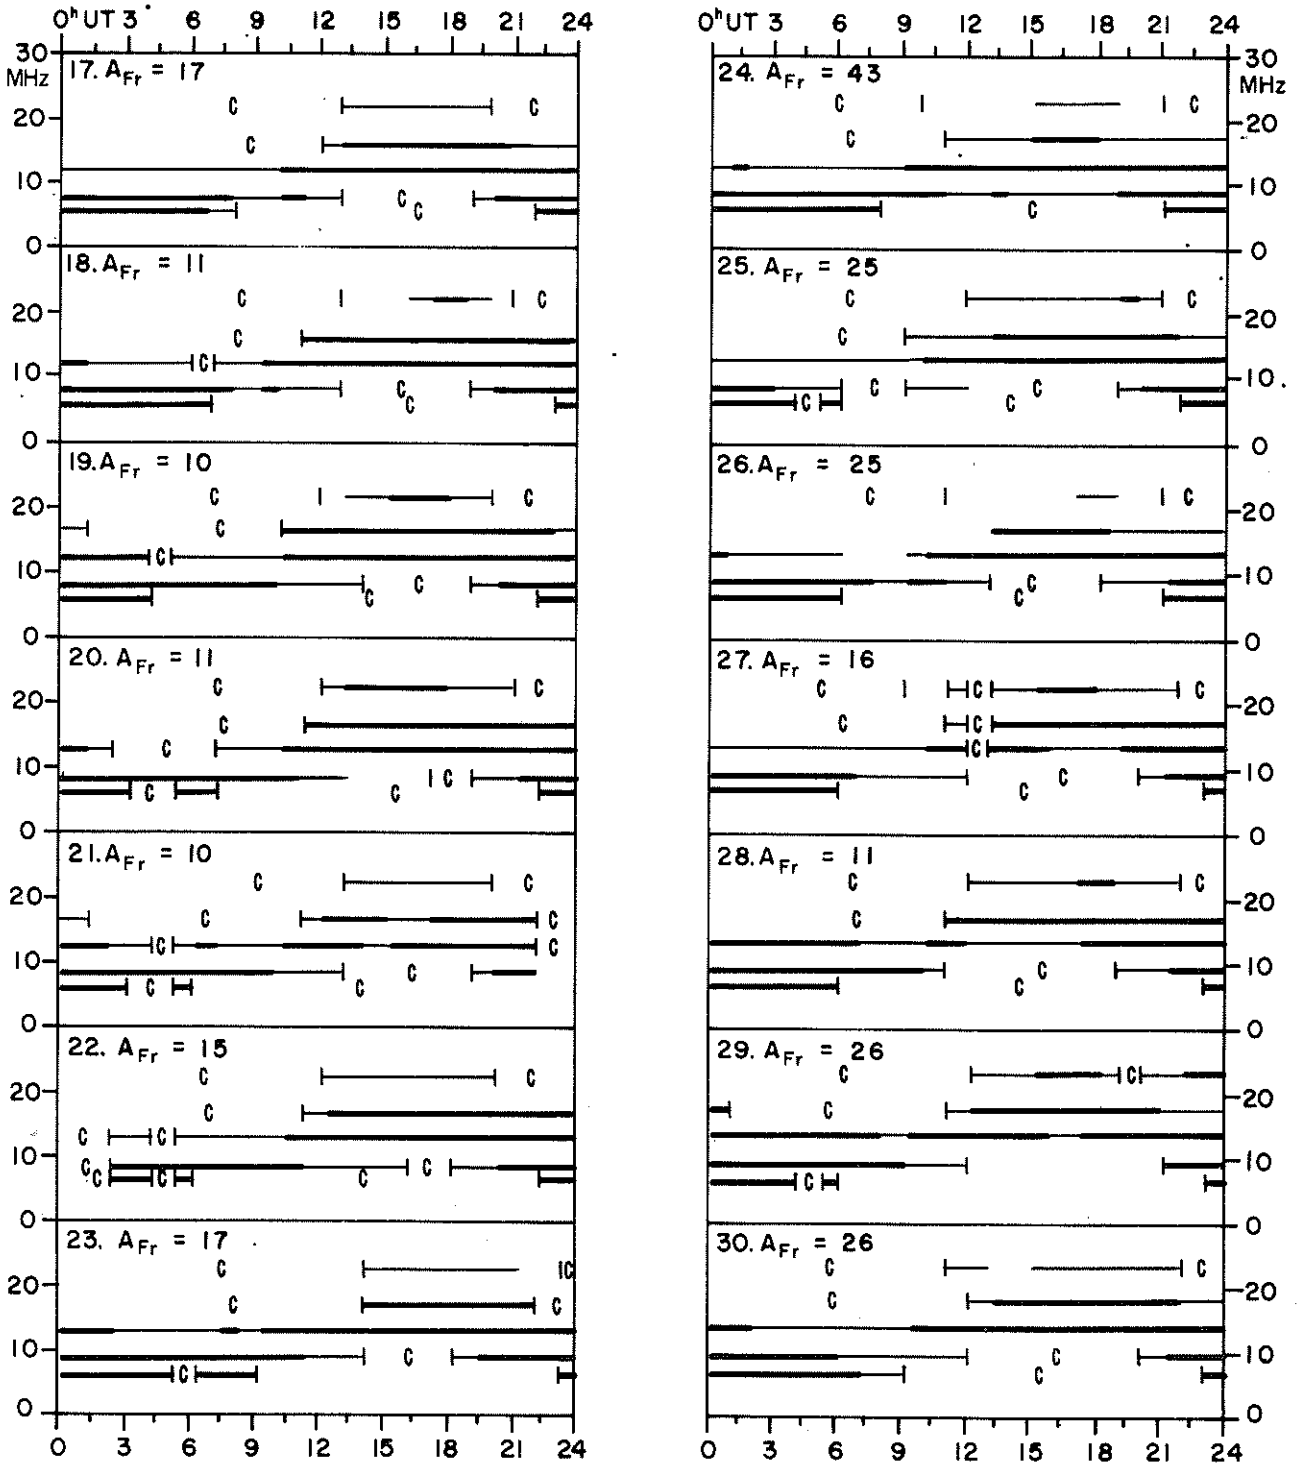 0ʰ UT 3 6 9 12 15 18 21 24
30
MHz
17. A_Fr = 17
C C
20
C
10
C
C
0
18. A_Fr = 11
C I I C
20
C
C
10
C
C
0
19. A_Fr = 10
C I C
20
C
C
10
C
C
0
20. A_Fr = 11
C C
20
C
C
10
C
C C
0
21. A_Fr = 10
C C
20
C C
C C
10
C
C C
0
22. A_Fr = 15
C C
20
C
C C
10
C C
C C C
0
23. A_Fr = 17
C IC
20
C C
10
C
C
0
0 3 6 9 12 15 18 21 24
0ʰ UT 3 6 9 12 15 18 21 24
30
MHz
24. A_Fr = 43
C I I C
20
C
10
C
0
25. A_Fr = 25
C C
20
C
10
C C
C C
0
26. A_Fr = 25
C I I C
20
10
C
C
0
27. A_Fr = 16
C I C C
20
C C
C
10
C
C
0
28. A_Fr = 11
C C
20
C
10
C
C
0
29. A_Fr = 26
C C
20
C
10
C
0
30. A_Fr = 26
C C
20
C
10
C
C
0
0 3 6 9 12 15 18 21 24